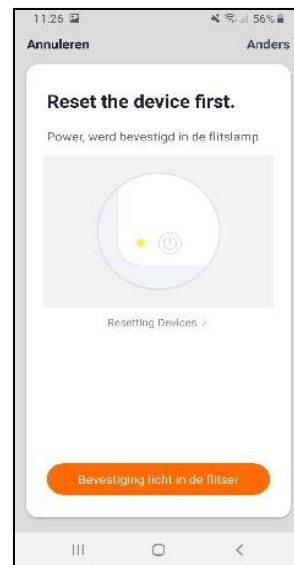 11.26 56%
Annuleren Anders
Reset the device first.
Power, werd bevestigd in de flitslamp
Resetting Devices >
Bevestiging licht in de flitser